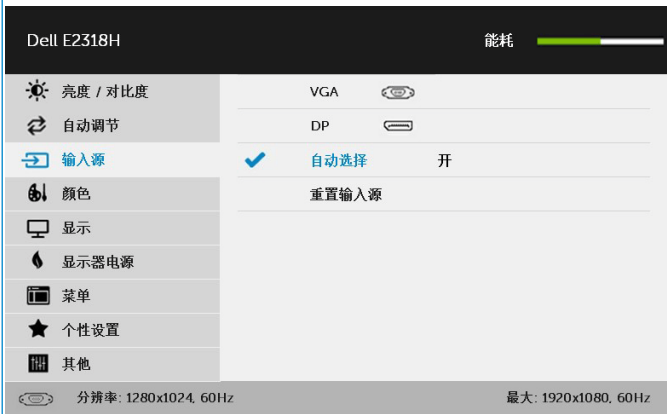 Dell E2318H 能耗
亮度 / 对比度 VGA
自动调节 DP
输入源 自动选择 开
颜色 重置输入源
显示
显示器电源
菜单
个性设置
其他
分辨率: 1280x1024, 60Hz 最大: 1920x1080, 60Hz